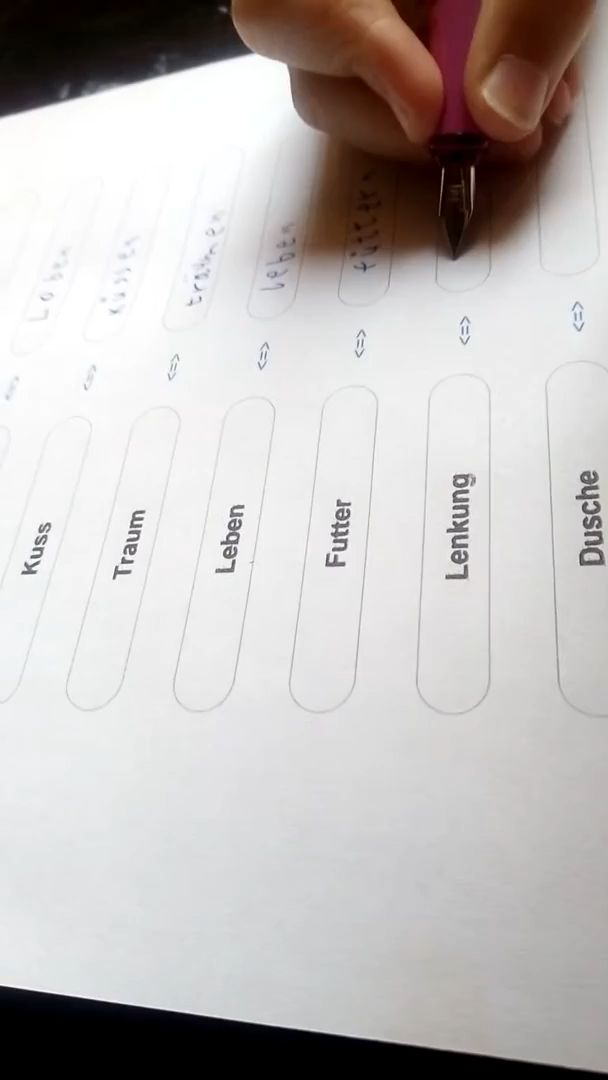 <=> Loben
Kuss <=> küssen
Traum <=> träumen
Leben <=> leben
Futter <=> füttern
Lenkung <=>
Dusche <=>